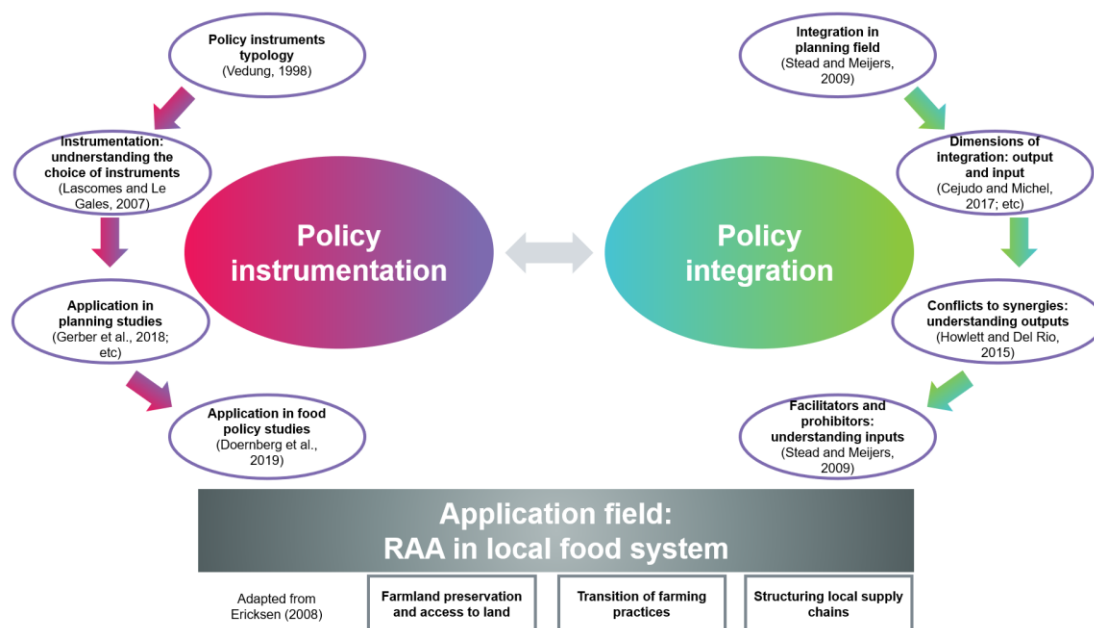 Policy instruments
typology
(Vedung, 1998)
Instrumentation:
undnerstanding the
choice of instruments
(Lascomes and Le
Gales, 2007)
Application in
planning studies
(Gerber et al., 2018;
etc)
Application in food
policy studies
(Doernberg et al.,
2019)
Policy
instrumentation
Policy
integration
Integration in
planning field
(Stead and Meijers,
2009)
Dimensions of
integration: output
and input
(Cejudo and Michel,
2017; etc)
Conflicts to synergies:
understanding outputs
(Howlett and Del Rio,
2015)
Facilitators and
prohibitors:
understanding inputs
(Stead and Meijers,
2009)
Application field:
RAA in local food system
Adapted from
Ericksen (2008)
Farmland preservation
and access to land
Transition of farming
practices
Structuring local supply
chains